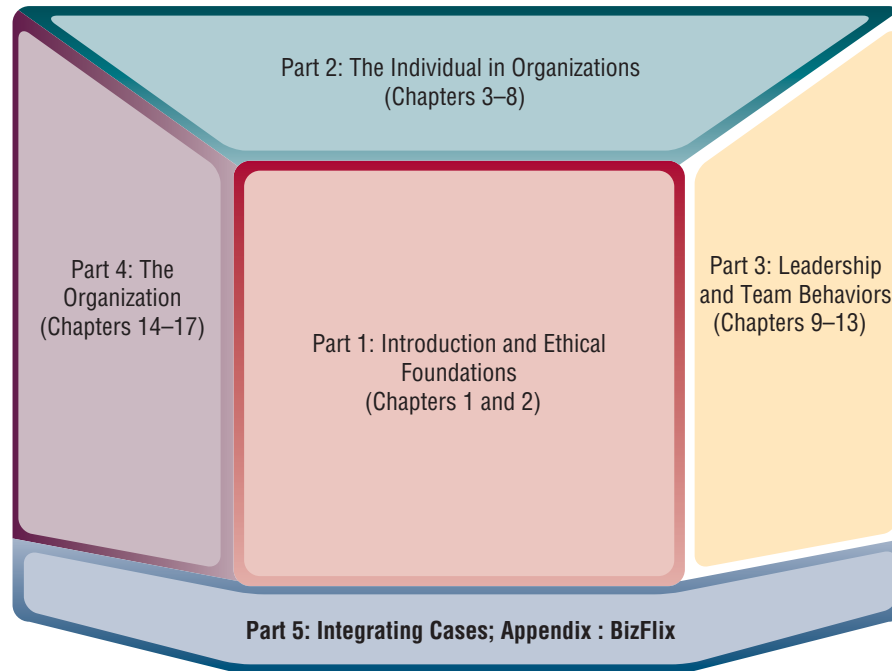 Part 2: The Individual in Organizations
(Chapters 3–8)
Part 4: The
Organization
(Chapters 14–17)
Part 1: Introduction and Ethical
Foundations
(Chapters 1 and 2)
Part 3: Leadership
and Team Behaviors
(Chapters 9–13)
Part 5: Integrating Cases; Appendix : BizFlix